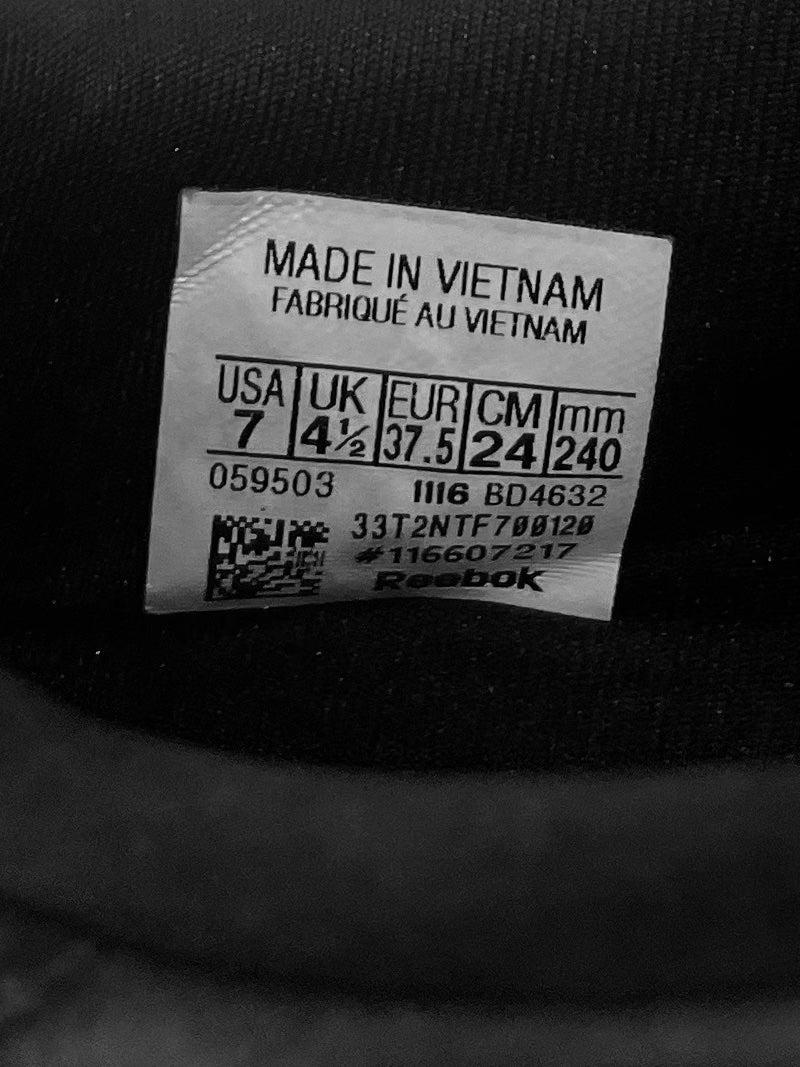 MADE IN VIETNAM
FABRIQUÉ AU VIETNAM
USA UK EUR CM mm
7 4½ 37.5 24 240
059503 1116 BD4632
33T2NTF700120
#116607217
Reebok